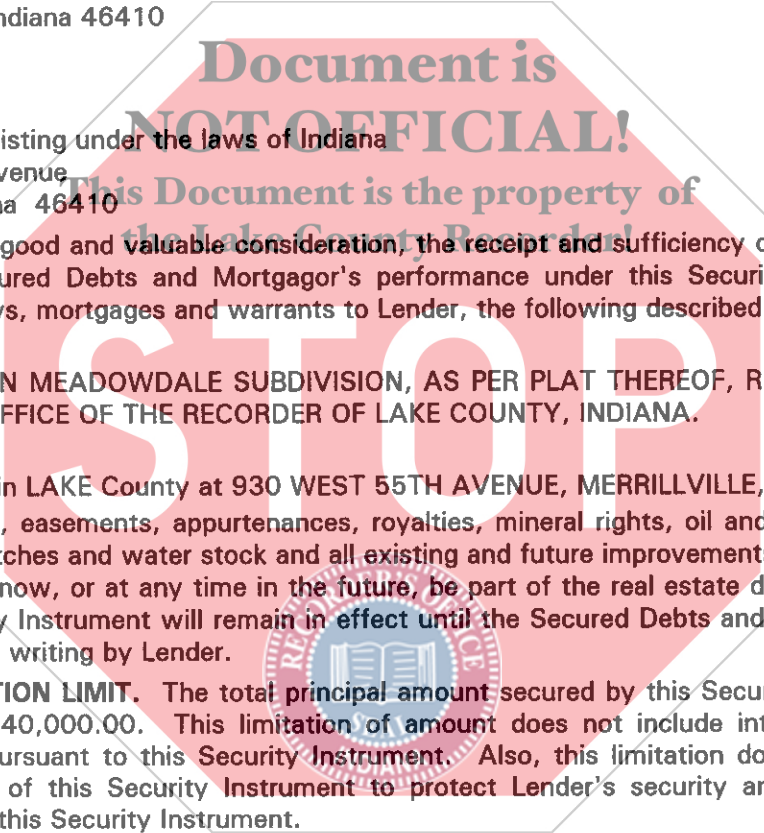 ndiana 46410
Document is
NOT OFFICIAL!
isting under the laws of Indiana
venue
This Document is the property of
na 46410
the Lake County Recorder!
good and valuable consideration, the receipt and sufficiency o
ured Debts and Mortgagor's performance under this Securi
ys, mortgages and warrants to Lender, the following described
STOP
N MEADOWDALE SUBDIVISION, AS PER PLAT THEREOF, R
FFICE OF THE RECORDER OF LAKE COUNTY, INDIANA.
in LAKE County at 930 WEST 55TH AVENUE, MERRILLVILLE,
, easements, appurtenances, royalties, mineral rights, oil and
tches and water stock and all existing and future improvement
now, or at any time in the future, be part of the real estate d
y Instrument will remain in effect until the Secured Debts and
writing by Lender.
RECORDER'S OFFICE
SEAL
INDIANA
TION LIMIT. The total principal amount secured by this Secur
40,000.00. This limitation of amount does not include int
ursuant to this Security Instrument. Also, this limitation do
of this Security Instrument to protect Lender's security an
this Security Instrument.